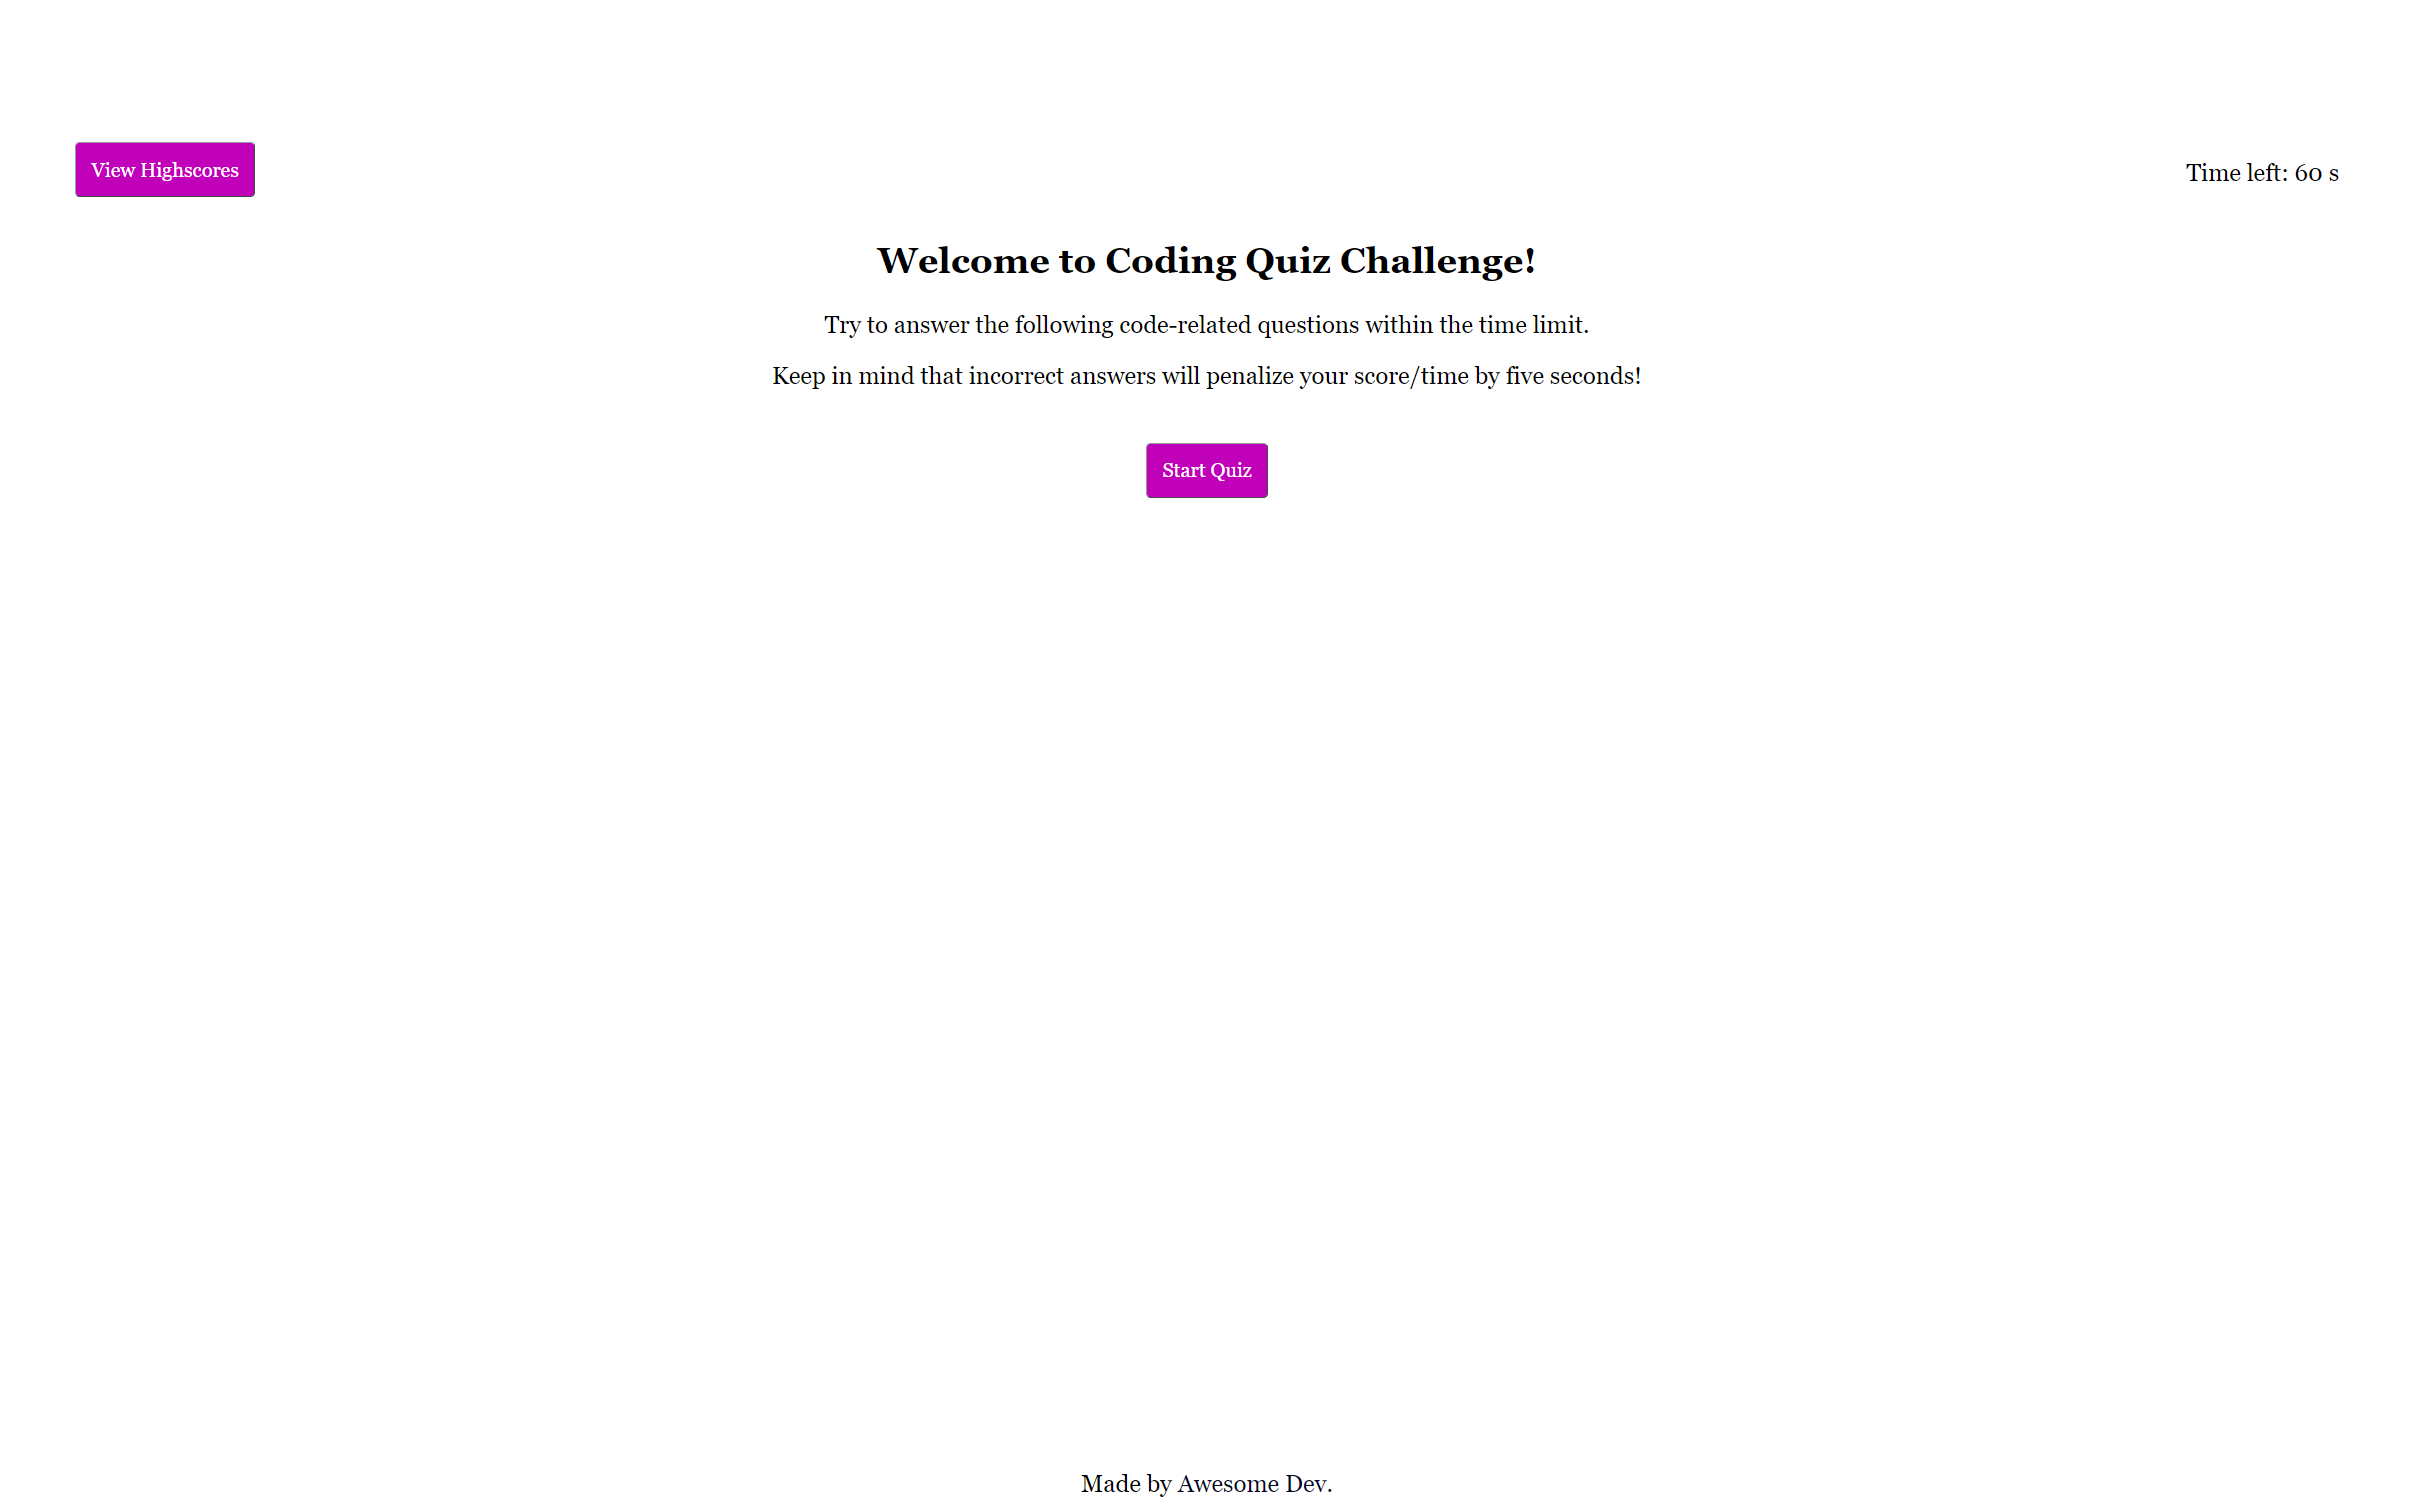 View Highscores
Time left: 60 s
Welcome to Coding Quiz Challenge!
Try to answer the following code-related questions within the time limit.
Keep in mind that incorrect answers will penalize your score/time by five seconds!
Start Quiz
Made by Awesome Dev.